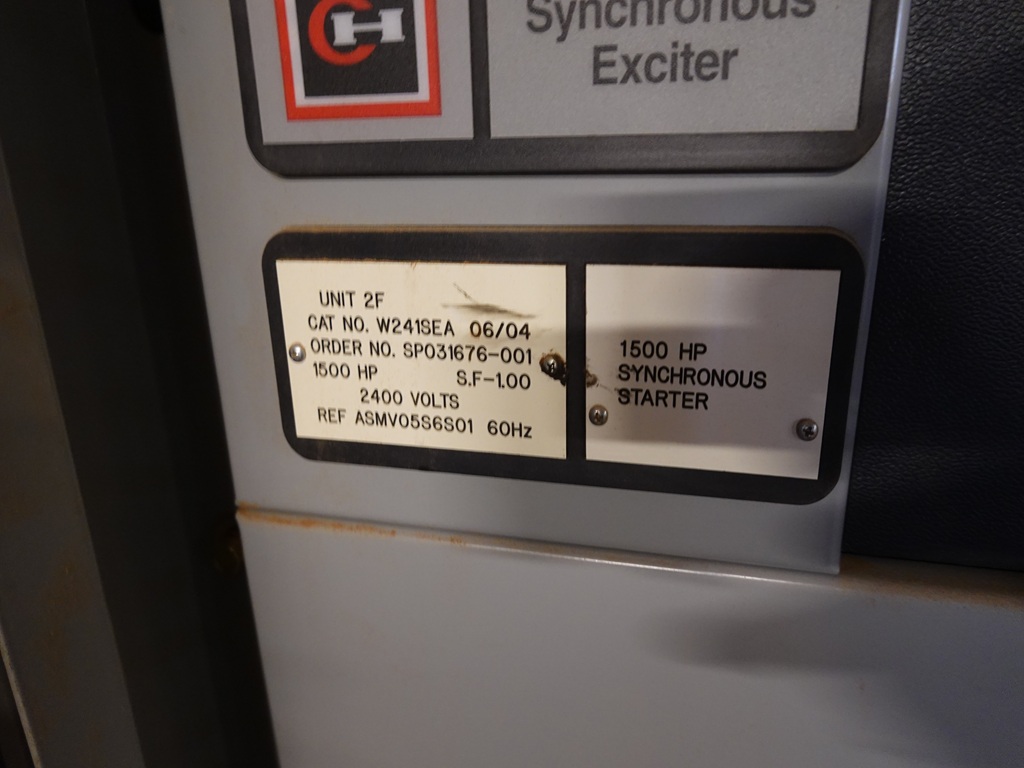 CH
Synchronous
Exciter
UNIT 2F
CAT NO. W241SEA 06/04
ORDER NO. SP031676-001
1500 HP S.F-1.00
2400 VOLTS
REF ASMV05S6S01 60Hz
1500 HP
SYNCHRONOUS
STARTER